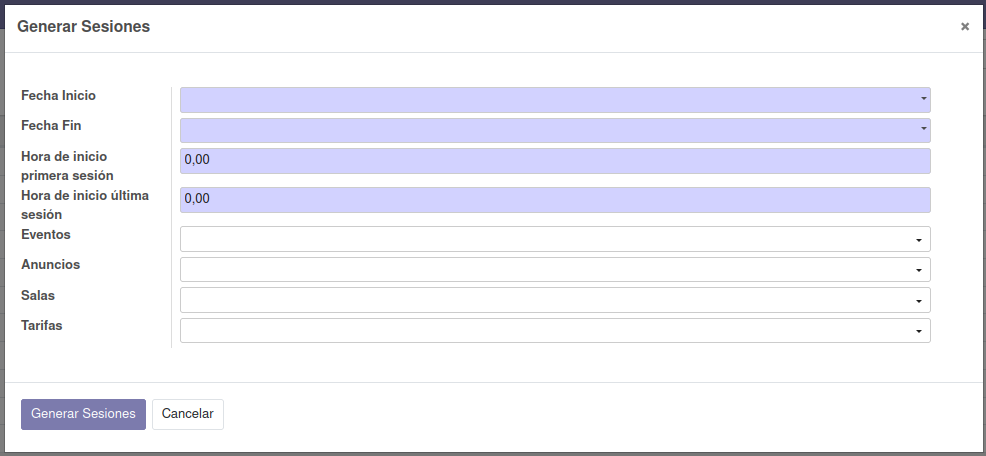 Generar Sesiones
×
Fecha Inicio
Fecha Fin
Hora de inicio
primera sesión
0,00
Hora de inicio última
sesión
0,00
Eventos
Anuncios
Salas
Tarifas
Generar Sesiones
Cancelar